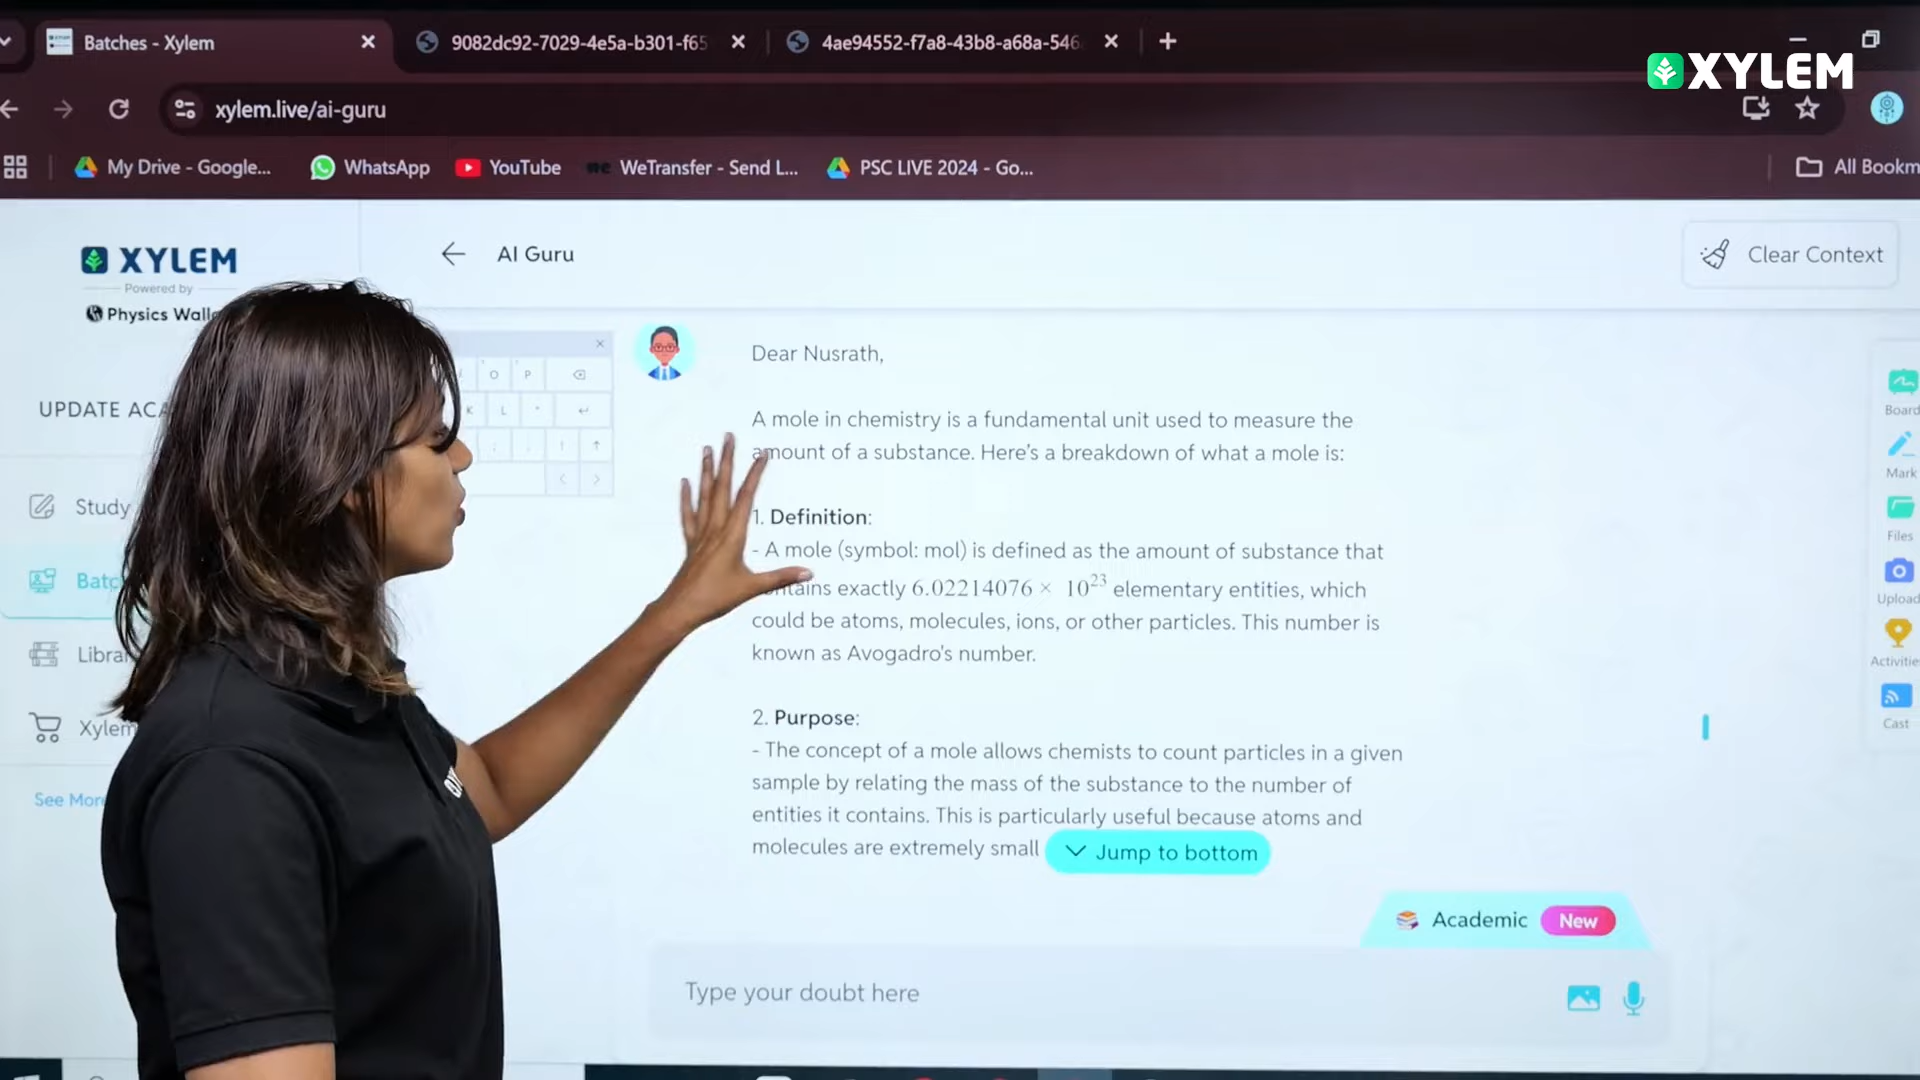 Batches - Xylem
9082dc92-7029-4e5a-b301-f65
4ae94552-f7a8-43b8-a68a-546
XYLEM
xylem.live/ai-guru
My Drive - Google...
WhatsApp
YouTube
WeTransfer - Send L...
PSC LIVE 2024 - Go...
All Bookm
XYLEM
Powered by
Physics Walla
AI Guru
Clear Context
UPDATE ACA
Study
Batc
Librar
Xylem
See More
O P
K L
Dear Nusrath,
A mole in chemistry is a fundamental unit used to measure the
amount of a substance. Here's a breakdown of what a mole is:
1. Definition:
- A mole (symbol: mol) is defined as the amount of substance that
contains exactly 6.02214076 × 10²³ elementary entities, which
could be atoms, molecules, ions, or other particles. This number is
known as Avogadro's number.
2. Purpose:
- The concept of a mole allows chemists to count particles in a given
sample by relating the mass of the substance to the number of
entities it contains. This is particularly useful because atoms and
molecules are extremely small
Jump to bottom
Academic New
Type your doubt here
Board
Mark
Files
Upload
Activitie
Cast